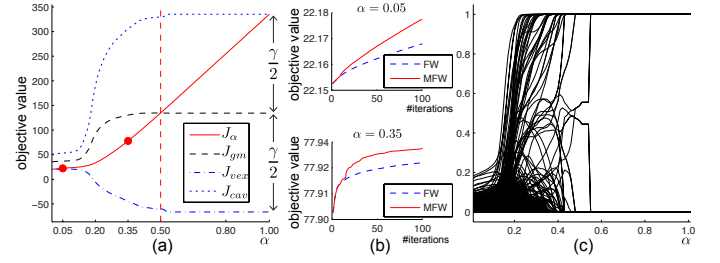 350
300
250
200
150
100
50
0
−50
objective value
0.05 0.20 0.35 0.50 0.75 1.00
α
J_α
J_gm
J_vex
J_cav
γ/2
γ/2
(a)
α = 0.05
22.18
22.17
22.16
22.15
objective value
FW
MFW
0 50 100
#iterations
α = 0.35
77.94
77.92
77.90
objective value
FW
MFW
0 50 100
#iterations
(b)
1
0.8
0.6
0.4
0.2
0
0.2 0.4 0.6 0.8 1
α
(c)